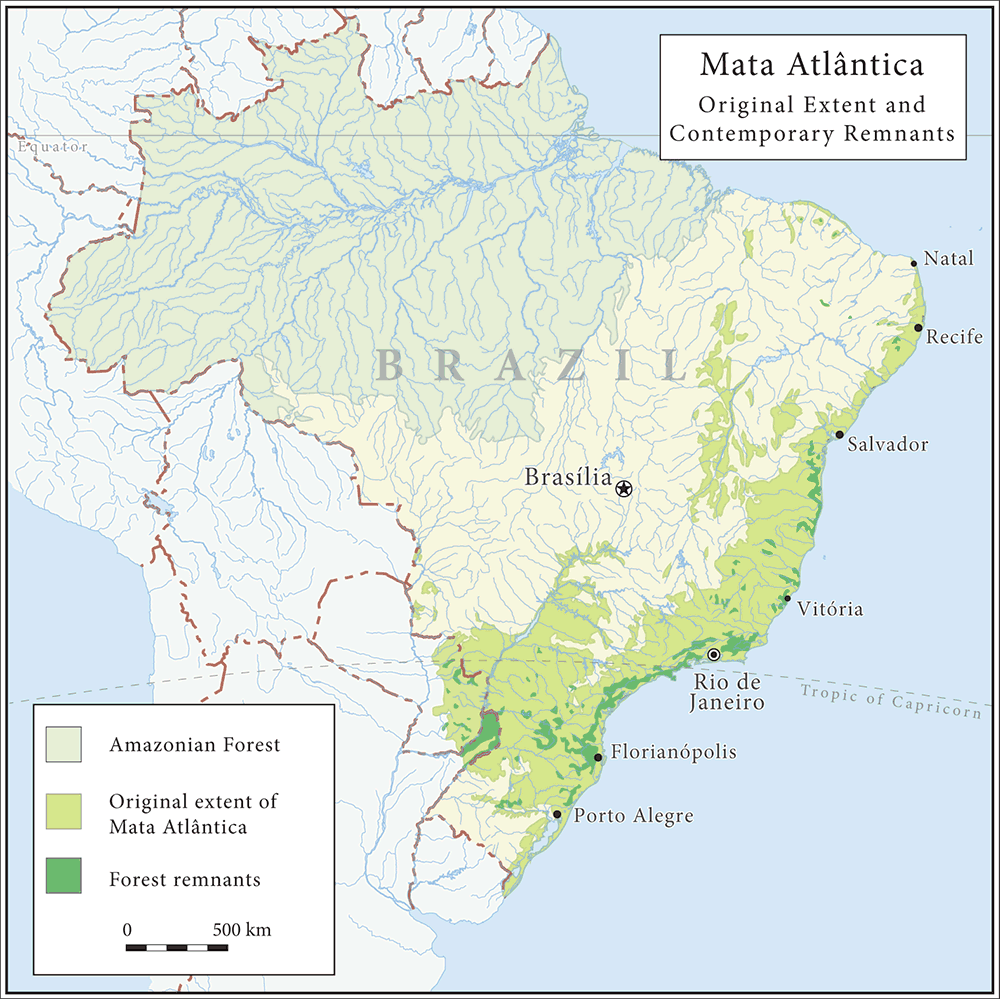 Mata Atlântica
Original Extent and
Contemporary Remnants
Equator
Natal
Recife
BRAZIL
Salvador
Brasília
Vitória
Rio de
Janeiro
Tropic of Capricorn
Florianópolis
Porto Alegre
Amazonian Forest
Original extent of
Mata Atlântica
Forest remnants
0 500 km